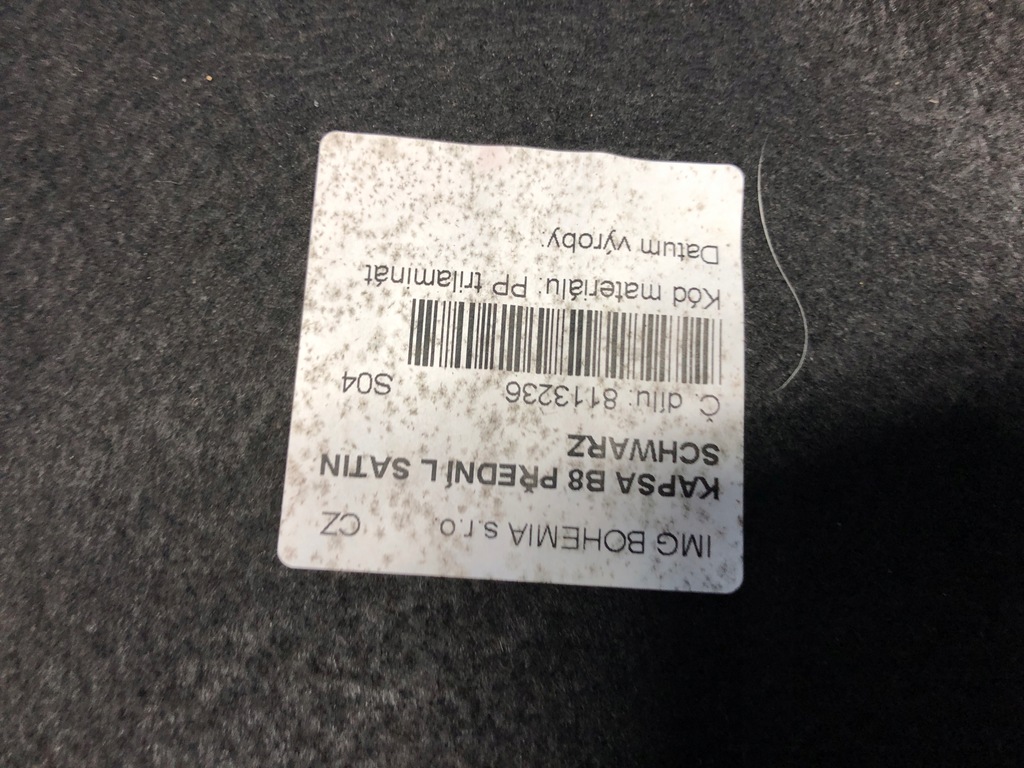 IMG BOHEMIA s.r.o. CZ
KAPSA B8 PŘEDNÍ L SATIN
SCHWARZ
Č. dílu: 8113236 S04
Kód materiálu: PP trilaminát
Datum výroby: